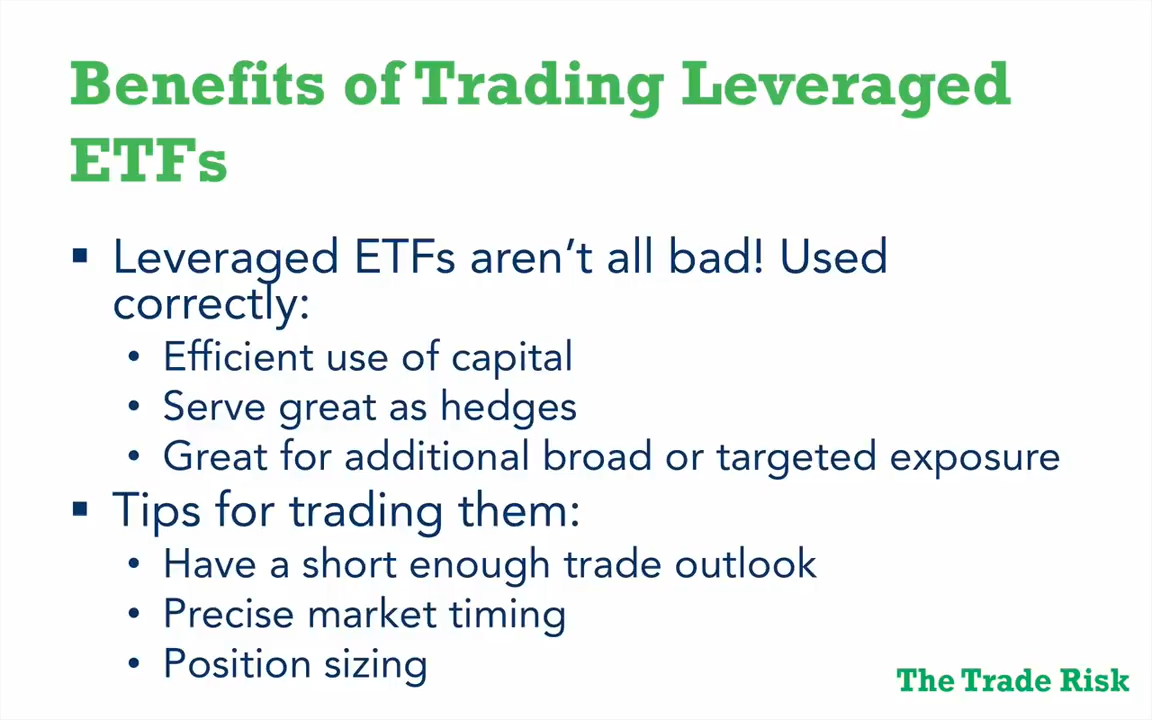 Benefits of Trading Leveraged
ETFs
▪ Leveraged ETFs aren’t all bad! Used
correctly:
• Efficient use of capital
• Serve great as hedges
• Great for additional broad or targeted exposure
▪ Tips for trading them:
• Have a short enough trade outlook
• Precise market timing
• Position sizing
The Trade Risk